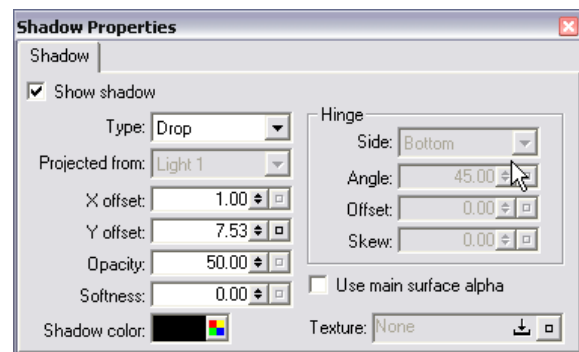 Shadow Properties
Shadow
Show shadow
Type: Drop
Projected from: Light 1
X offset: 1.00
Y offset: 7.53
Opacity: 50.00
Softness: 0.00
Shadow color:
Hinge
Side: Bottom
Angle: 45.00
Offset: 0.00
Skew: 0.00
Use main surface alpha
Texture: None